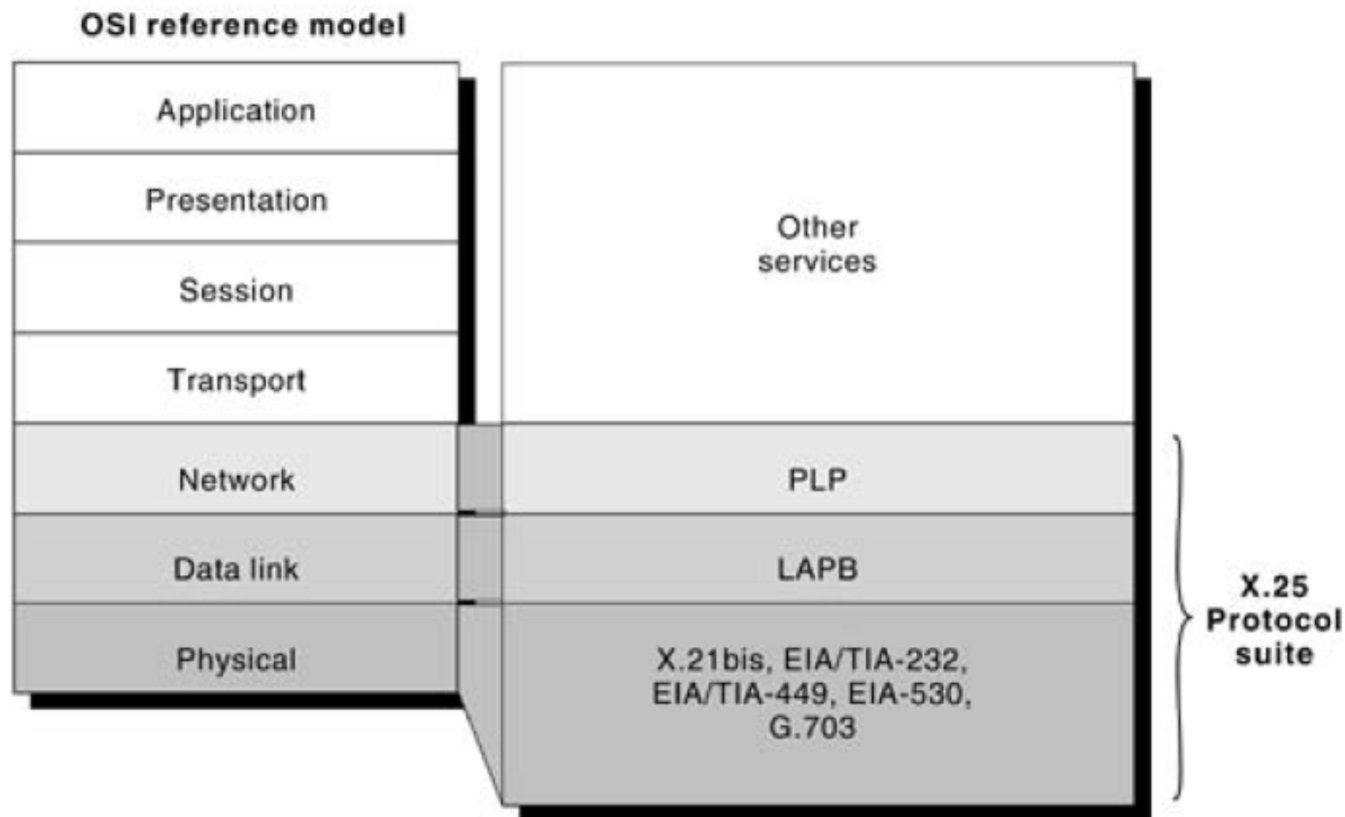 OSI reference model
Application
Presentation
Session
Transport
Network
Data link
Physical
Other
services
PLP
LAPB
X.21bis, EIA/TIA-232,
EIA/TIA-449, EIA-530,
G.703
X.25
Protocol
suite